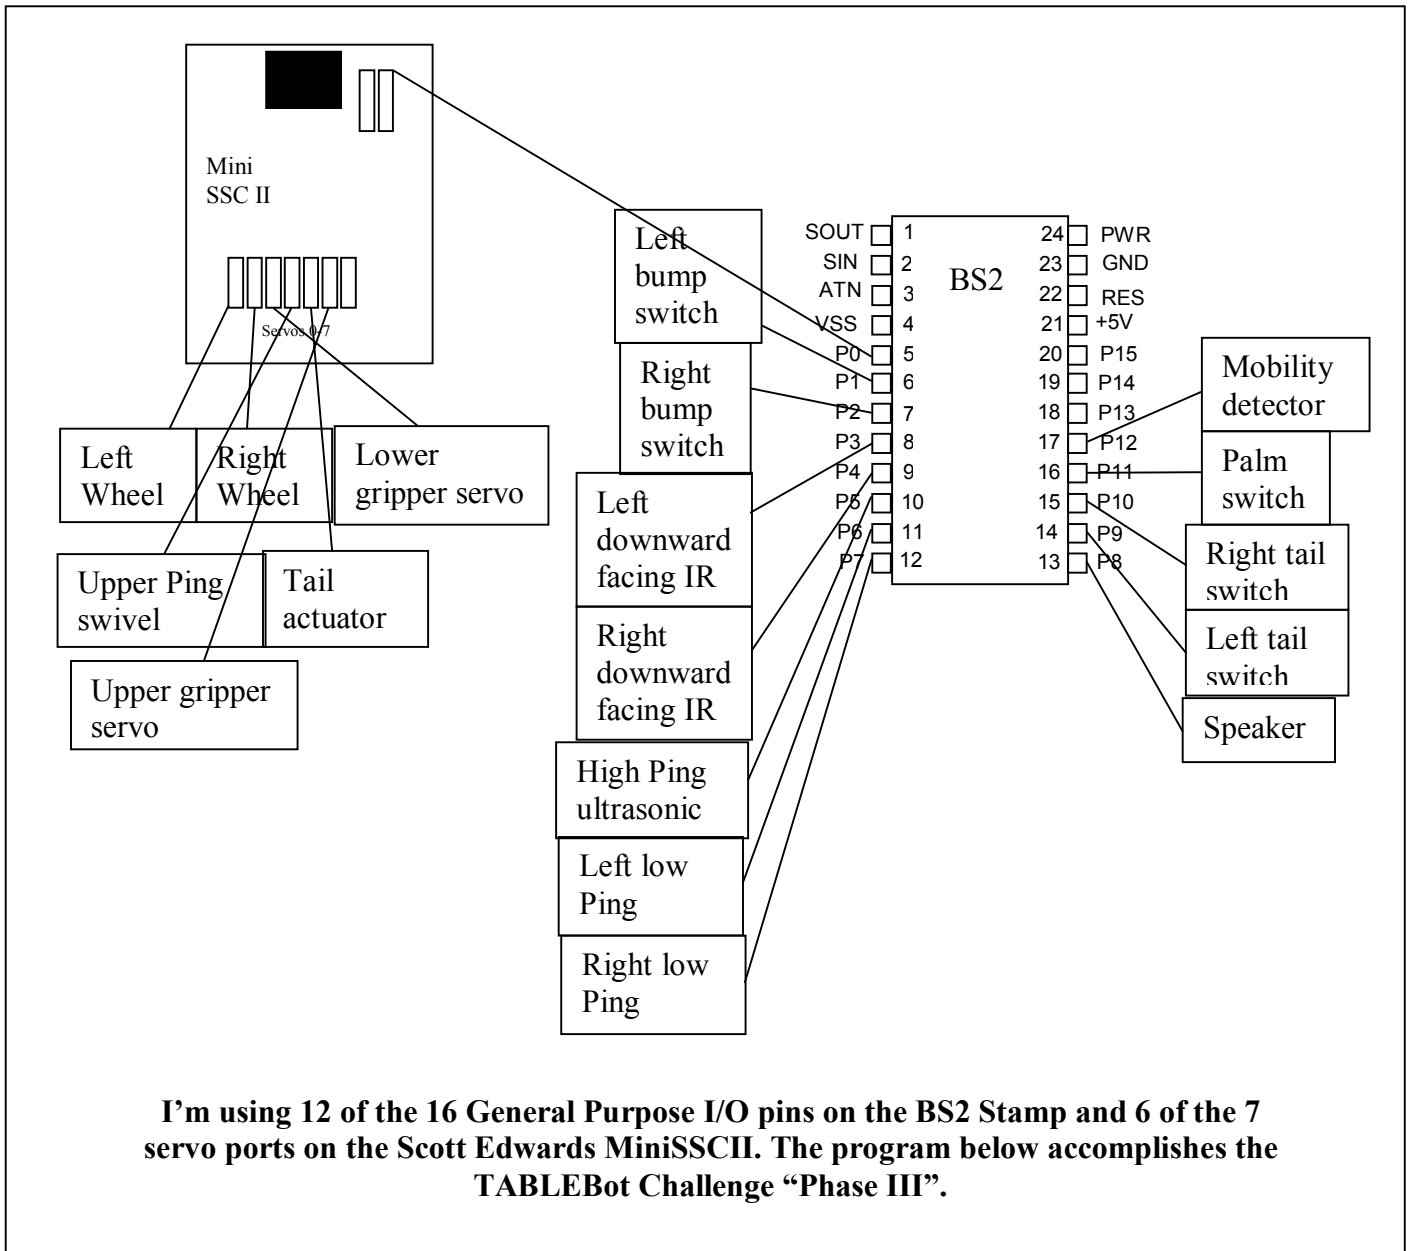 Mini
SSC II
Servos 0-7
Left
Wheel
Right
Wheel
Lower
gripper servo
Upper Ping
swivel
Tail
actuator
Upper gripper
servo
Left
bump
switch
Right
bump
switch
Left
downward
facing IR
Right
downward
facing IR
High Ping
ultrasonic
Left low
Ping
Right low
Ping
BS2
SOUT 1 24 PWR
SIN 2 23 GND
ATN 3 22 RES
VSS 4 21 +5V
P0 5 20 P15
P1 6 19 P14
P2 7 18 P13
P3 8 17 P12
P4 9 16 P11
P5 10 15 P10
P6 11 14 P9
P7 12 13 P8
Mobility
detector
Palm
switch
Right tail
switch
Left tail
switch
Speaker
I’m using 12 of the 16 General Purpose I/O pins on the BS2 Stamp and 6 of the 7
servo ports on the Scott Edwards MiniSSCII. The program below accomplishes the
TABLEBot Challenge “Phase III”.